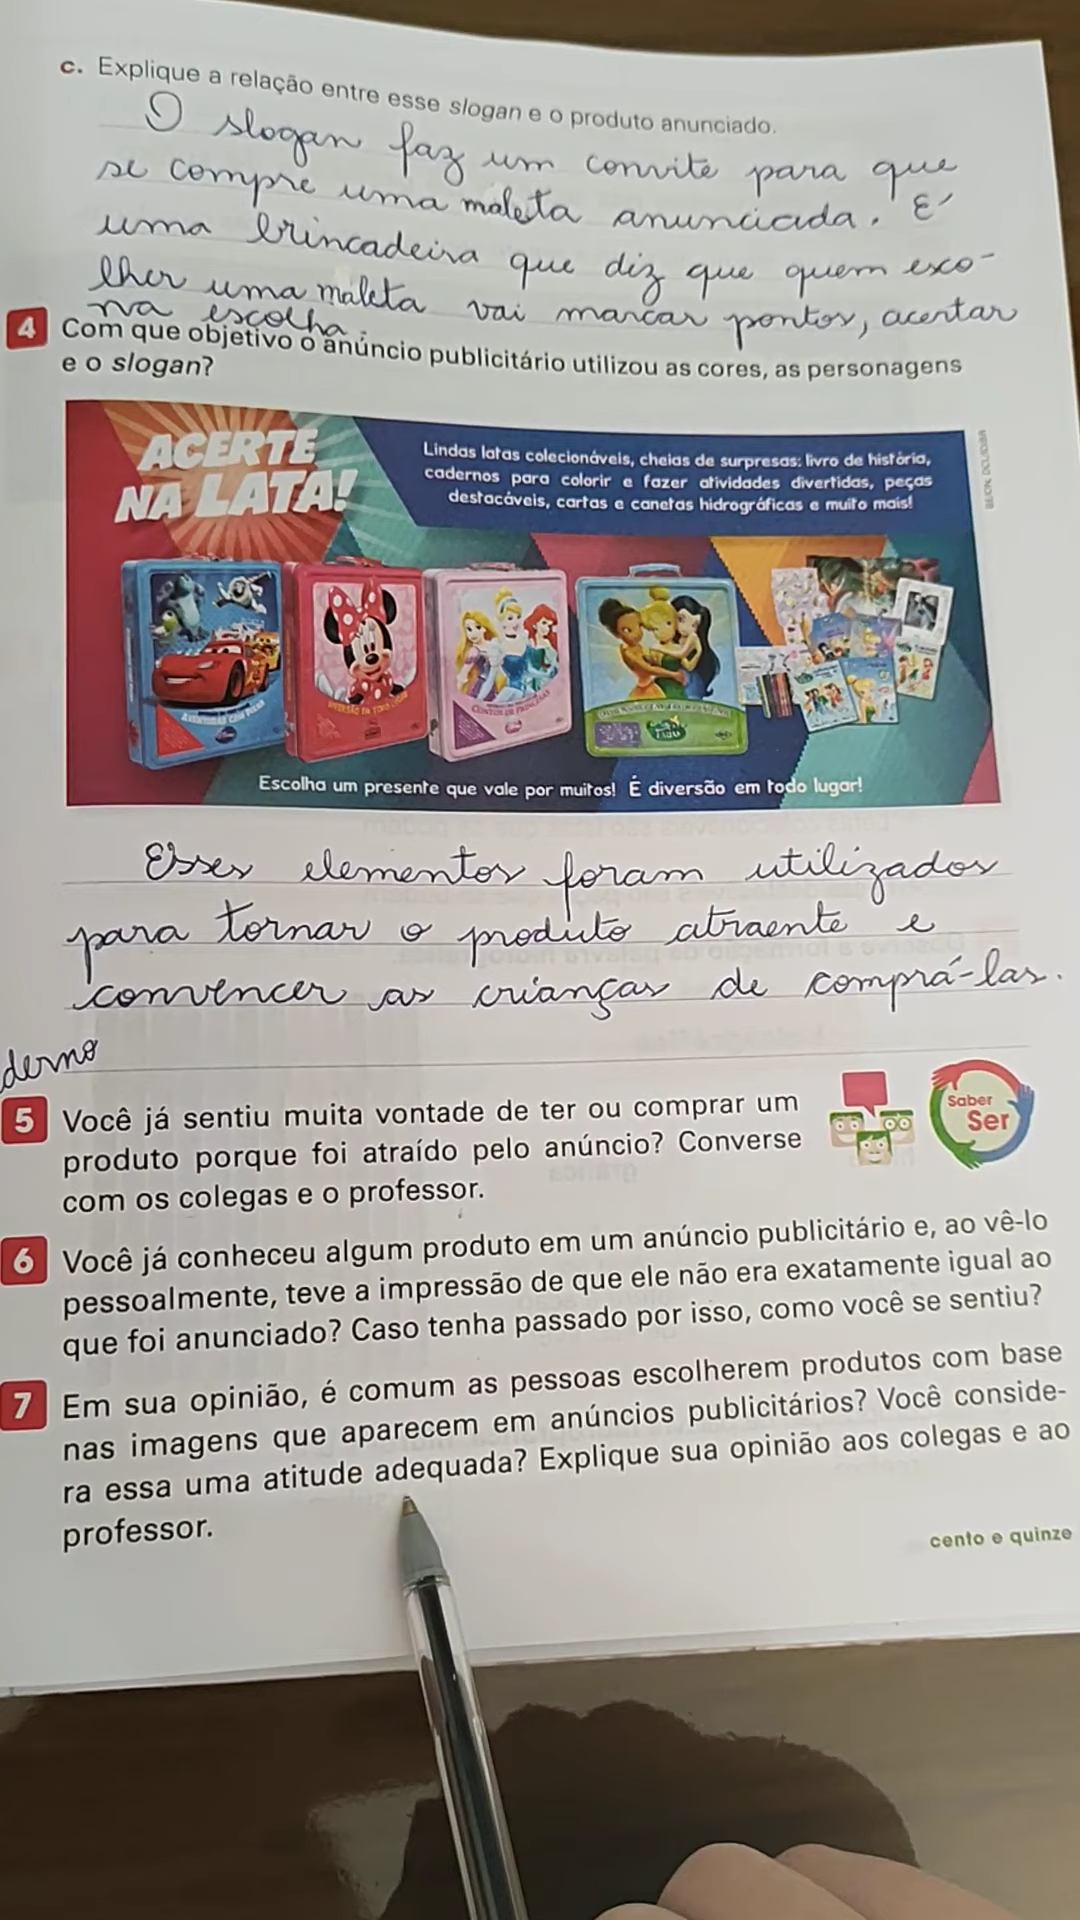 c. Explique a relação entre esse slogan e o produto anunciado.
O slogan faz um convite para que
se compre uma maleta anunciada. É
uma brincadeira que diz que quem esco-
lher uma maleta vai marcar pontos, acertar
na escolha.
4 Com que objetivo o anúncio publicitário utilizou as cores, as personagens
e o slogan?
ACERTE
NA LATA!
Lindas latas colecionáveis, cheias de surpresas: livro de história,
cadernos para colorir e fazer atividades divertidas, peças
destacáveis, cartas e canetas hidrográficas e muito mais!
Escolha um presente que vale por muitos! É diversão em todo lugar!
Esses elementos foram utilizados
para tornar o produto atraente e
convencer as crianças de comprá-las.
derno
5 Você já sentiu muita vontade de ter ou comprar um
produto porque foi atraído pelo anúncio? Converse
com os colegas e o professor.
Saber
Ser
6 Você já conheceu algum produto em um anúncio publicitário e, ao vê-lo
pessoalmente, teve a impressão de que ele não era exatamente igual ao
que foi anunciado? Caso tenha passado por isso, como você se sentiu?
7 Em sua opinião, é comum as pessoas escolherem produtos com base
nas imagens que aparecem em anúncios publicitários? Você conside-
ra essa uma atitude adequada? Explique sua opinião aos colegas e ao
professor.
cento e quinze